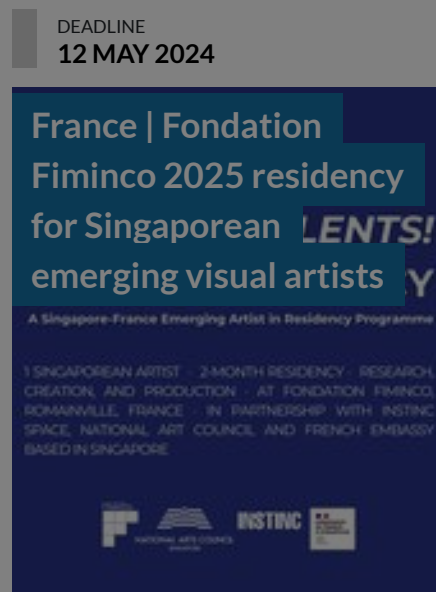 DEADLINE
12 MAY 2024
France | Fondation
Fiminco 2025 residency
for Singaporean
emerging visual artists
LENTS!
Y
A Singapore-France Emerging Artist in Residency Programme
1 SINGAPOREAN ARTIST - 2-MONTH RESIDENCY - RESEARCH,
CREATION, AND PRODUCTION - AT FONDATION FIMINCO,
ROMAINVILLE, FRANCE - IN PARTNERSHIP WITH INSTINC
SPACE, NATIONAL ART COUNCIL AND FRENCH EMBASSY
BASED IN SINGAPORE
NATIONAL ARTS COUNCIL
INSTINC